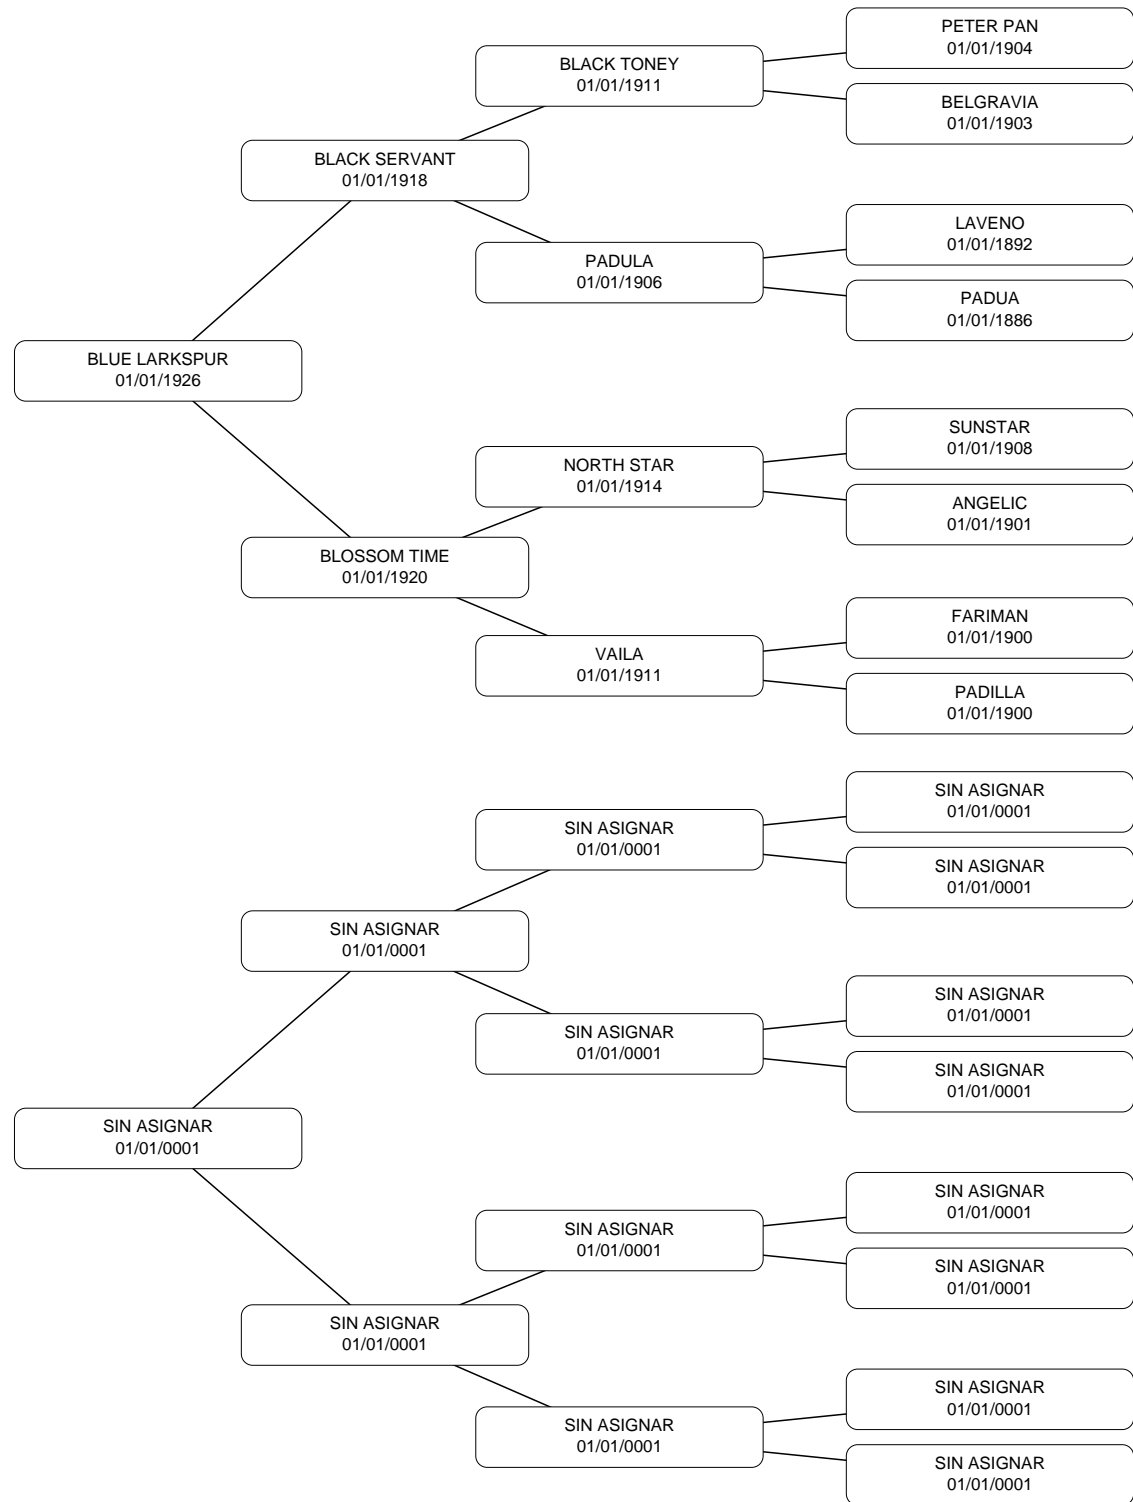 PETER PAN
01/01/1904
BLACK TONEY
01/01/1911
BELGRAVIA
01/01/1903
BLACK SERVANT
01/01/1918
LAVENO
01/01/1892
PADULA
01/01/1906
PADUA
01/01/1886
BLUE LARKSPUR
01/01/1926
SUNSTAR
01/01/1908
NORTH STAR
01/01/1914
ANGELIC
01/01/1901
BLOSSOM TIME
01/01/1920
FARIMAN
01/01/1900
VAILA
01/01/1911
PADILLA
01/01/1900
SIN ASIGNAR
01/01/0001
SIN ASIGNAR
01/01/0001
SIN ASIGNAR
01/01/0001
SIN ASIGNAR
01/01/0001
SIN ASIGNAR
01/01/0001
SIN ASIGNAR
01/01/0001
SIN ASIGNAR
01/01/0001
SIN ASIGNAR
01/01/0001
SIN ASIGNAR
01/01/0001
SIN ASIGNAR
01/01/0001
SIN ASIGNAR
01/01/0001
SIN ASIGNAR
01/01/0001
SIN ASIGNAR
01/01/0001
SIN ASIGNAR
01/01/0001
SIN ASIGNAR
01/01/0001